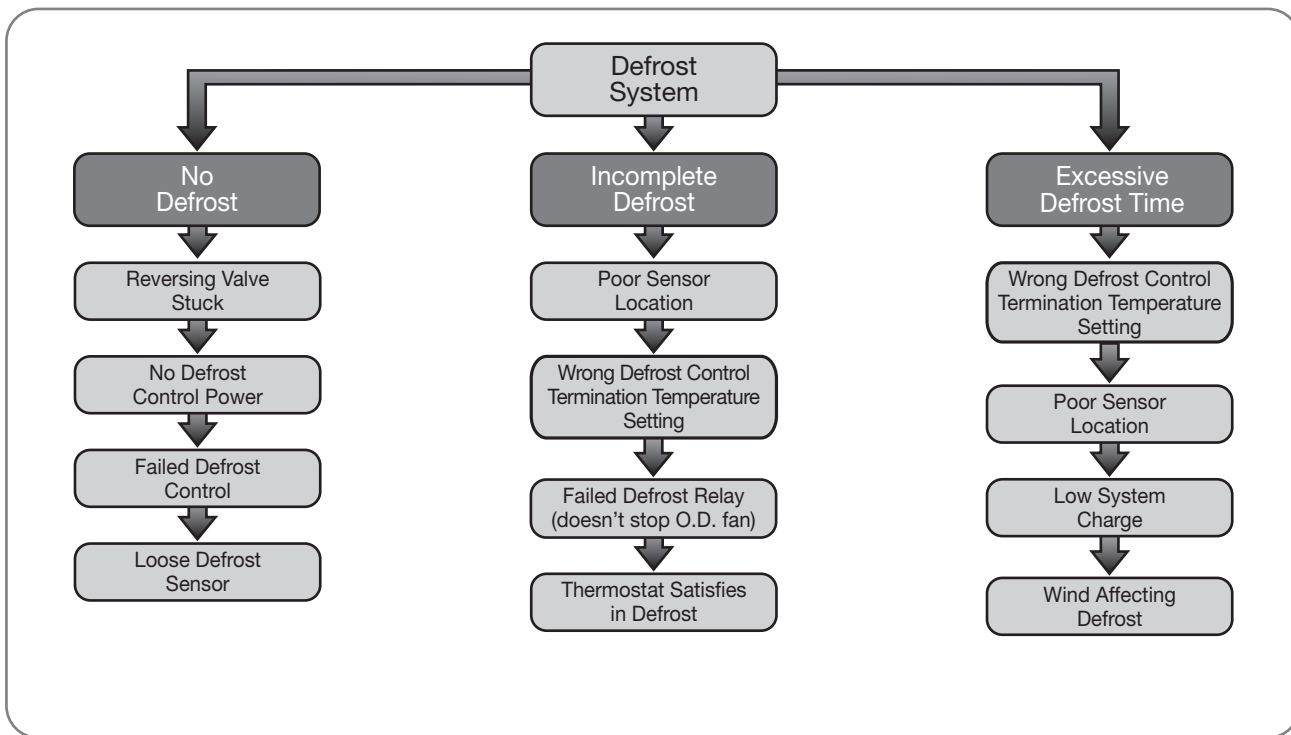 Defrost
System
No
Defrost
Reversing Valve
Stuck
No Defrost
Control Power
Failed Defrost
Control
Loose Defrost
Sensor
Incomplete
Defrost
Poor Sensor
Location
Wrong Defrost Control
Termination Temperature
Setting
Failed Defrost Relay
(doesn't stop O.D. fan)
Thermostat Satisfies
in Defrost
Excessive
Defrost Time
Wrong Defrost Control
Termination Temperature
Setting
Poor Sensor
Location
Low System
Charge
Wind Affecting
Defrost